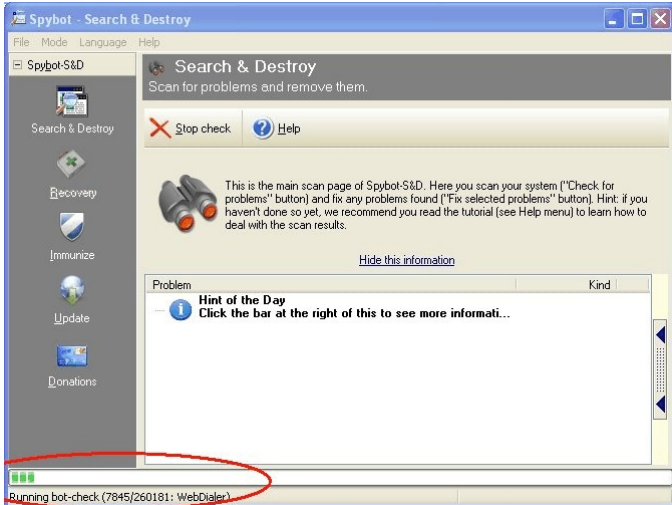 Spybot - Search & Destroy
File Mode Language Help
Spybot-S&D
Search & Destroy
Recovery
Immunize
Update
Donations
Search & Destroy
Scan for problems and remove them.
Stop check Help
This is the main scan page of Spybot-S&D. Here you scan your system ("Check for
problems" button) and fix any problems found ("Fix selected problems" button). Hint: if you
haven't done so yet, we recommend you read the tutorial (see Help menu) to learn how to
deal with the scan results.
Hide this information
Problem Kind
Hint of the Day
Click the bar at the right of this to see more informati...
Running bot-check (7845/260181: WebDialer)